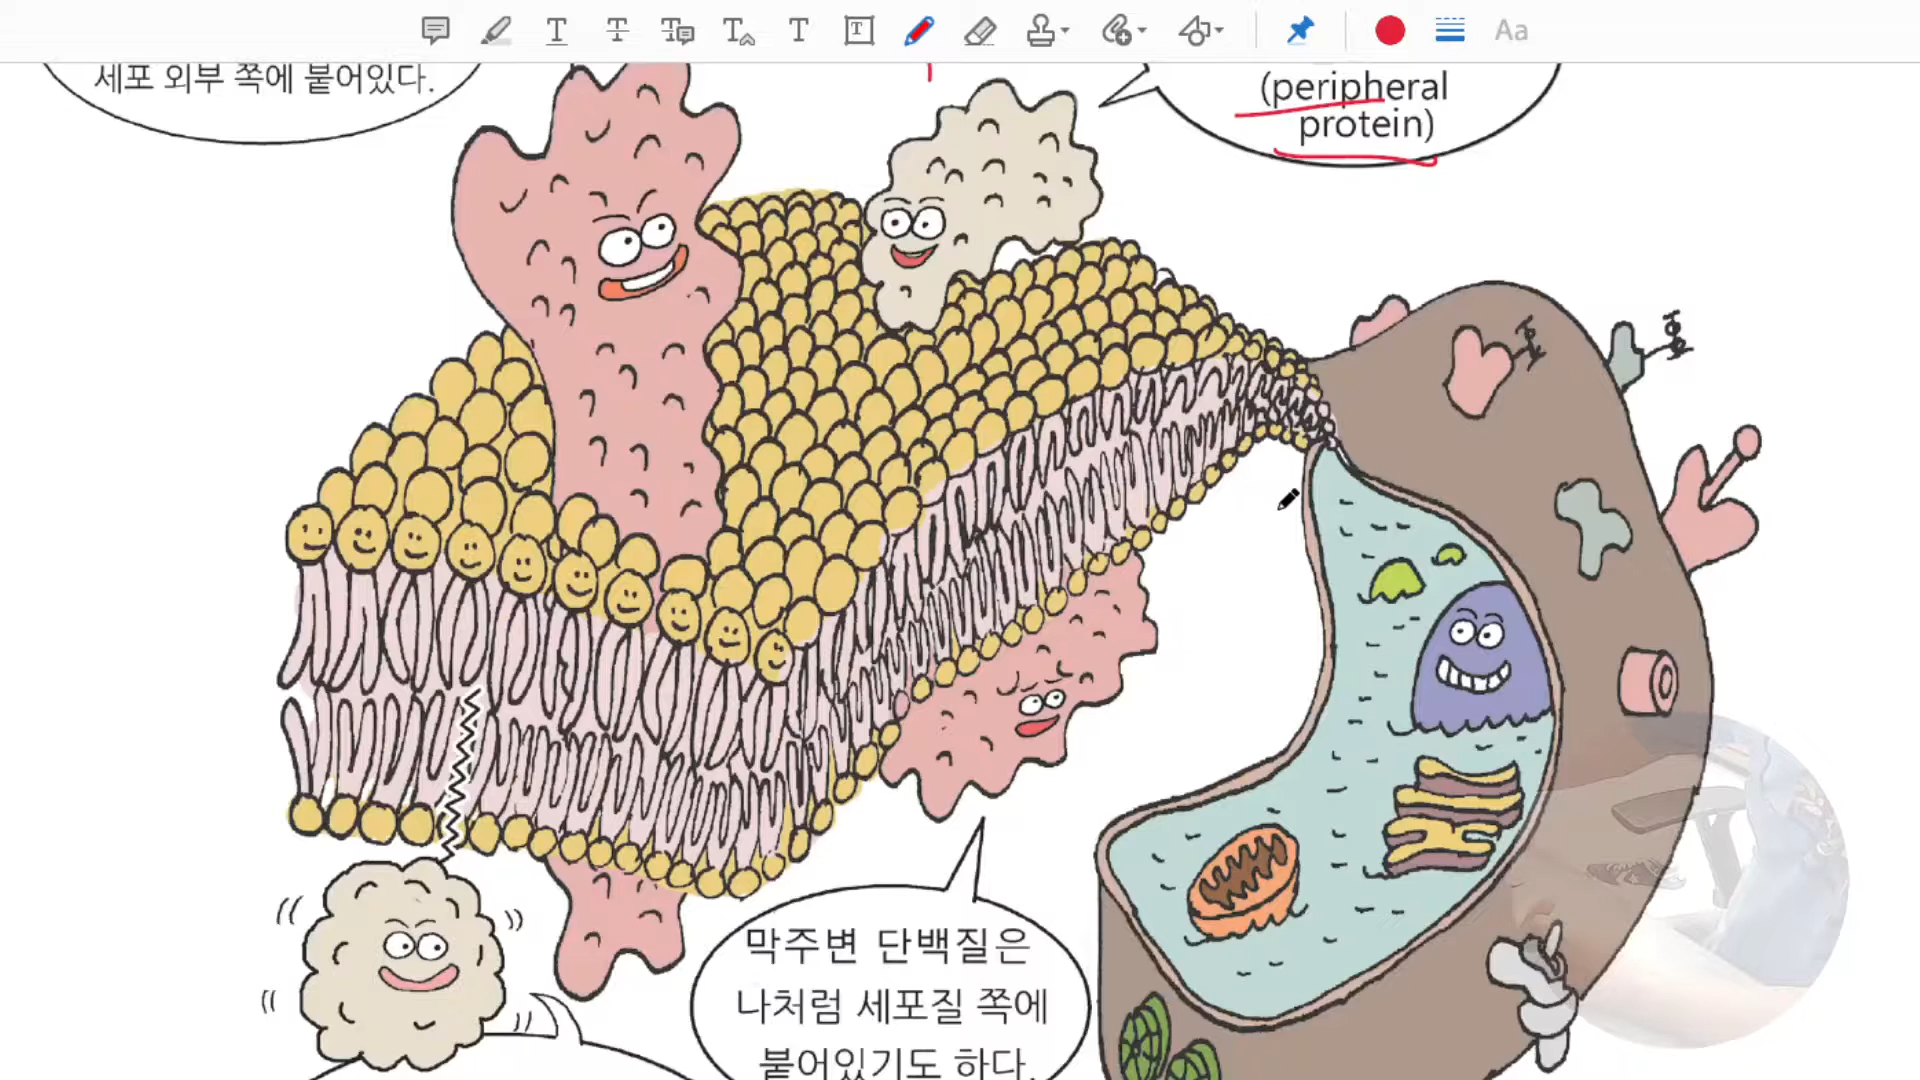 Aa
세포 외부 쪽에 붙어있다.
(peripheral
protein)
막주변 단백질은
나처럼 세포질 쪽에
붙어있기도 하다.